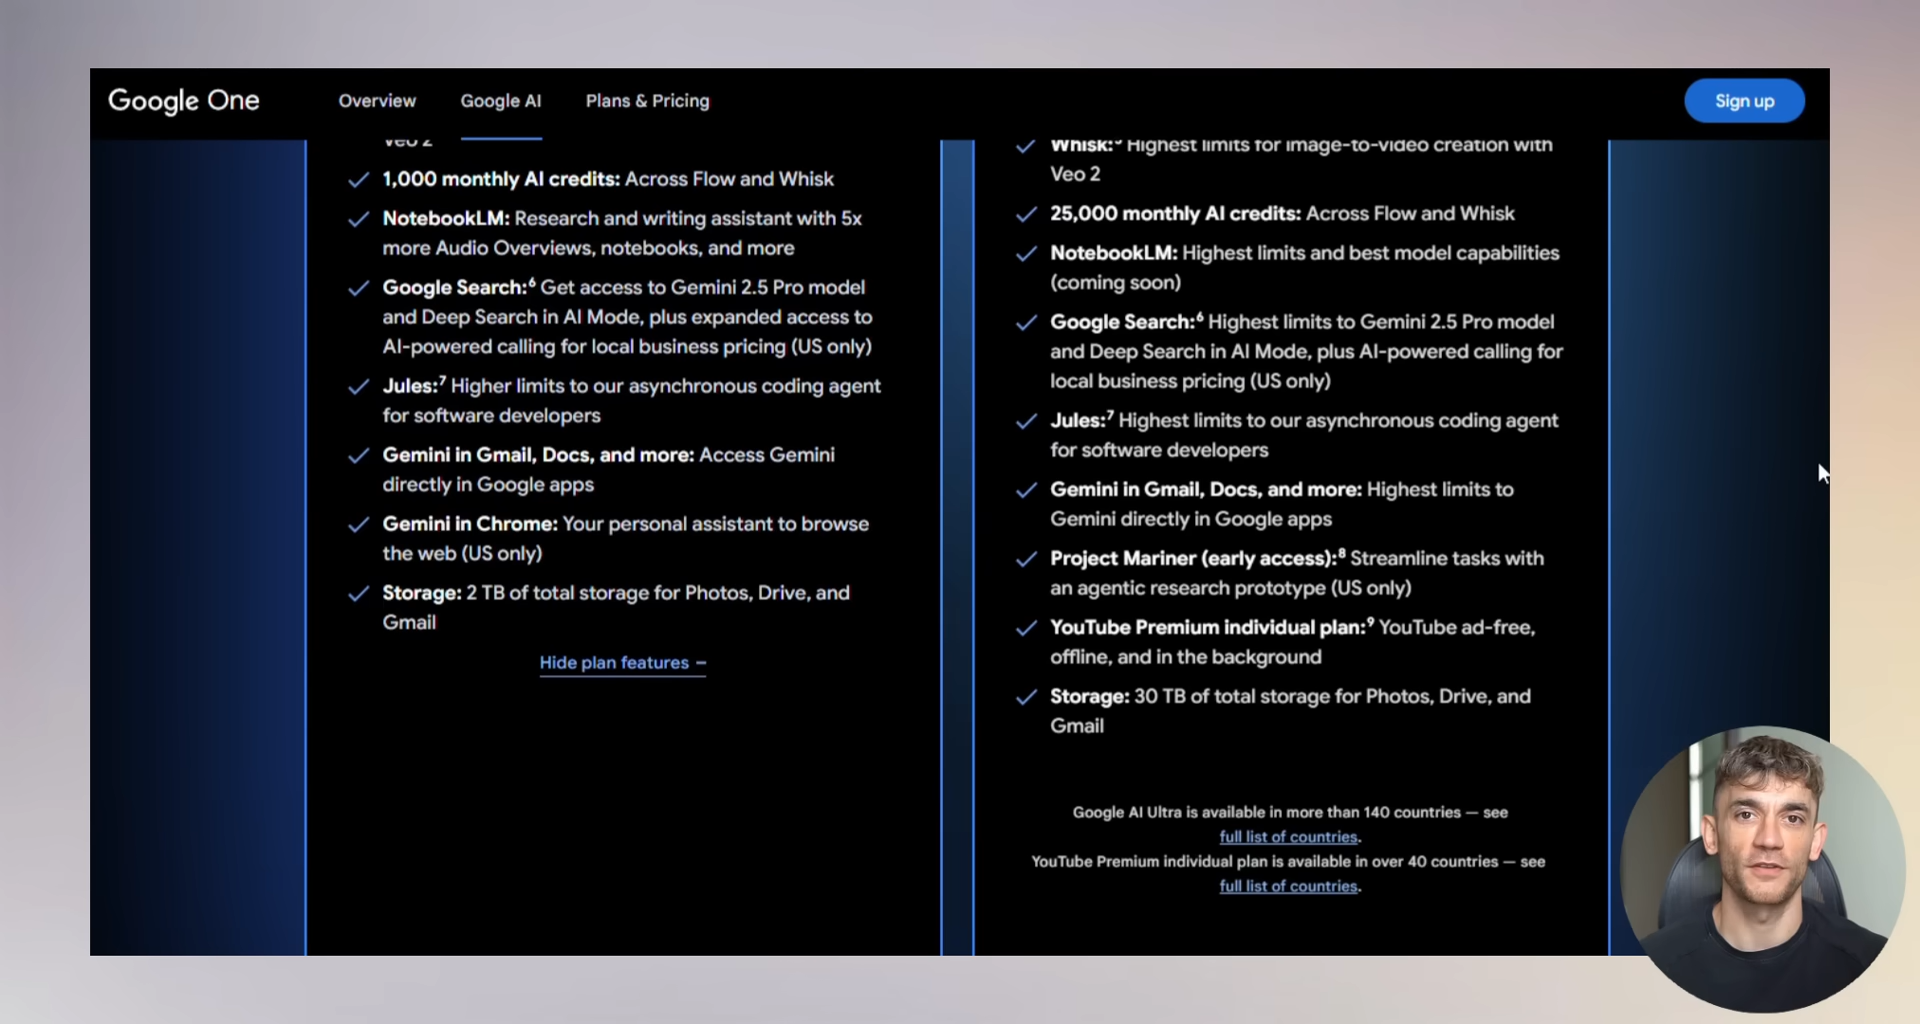 Google One
Overview
Google AI
Plans & Pricing
Sign up
Veo 2
1,000 monthly AI credits: Across Flow and Whisk
NotebookLM: Research and writing assistant with 5x
more Audio Overviews, notebooks, and more
Google Search:⁶ Get access to Gemini 2.5 Pro model
and Deep Search in AI Mode, plus expanded access to
AI-powered calling for local business pricing (US only)
Jules:⁷ Higher limits to our asynchronous coding agent
for software developers
Gemini in Gmail, Docs, and more: Access Gemini
directly in Google apps
Gemini in Chrome: Your personal assistant to browse
the web (US only)
Storage: 2 TB of total storage for Photos, Drive, and
Gmail
Hide plan features –
Whisk:⁵ Highest limits for image-to-video creation with
Veo 2
25,000 monthly AI credits: Across Flow and Whisk
NotebookLM: Highest limits and best model capabilities
(coming soon)
Google Search:⁶ Highest limits to Gemini 2.5 Pro model
and Deep Search in AI Mode, plus AI-powered calling for
local business pricing (US only)
Jules:⁷ Highest limits to our asynchronous coding agent
for software developers
Gemini in Gmail, Docs, and more: Highest limits to
Gemini directly in Google apps
Project Mariner (early access):⁸ Streamline tasks with
an agentic research prototype (US only)
YouTube Premium individual plan:⁹ YouTube ad-free,
offline, and in the background
Storage: 30 TB of total storage for Photos, Drive, and
Gmail
Google AI Ultra is available in more than 140 countries — see
full list of countries.
YouTube Premium individual plan is available in over 40 countries — see
full list of countries.